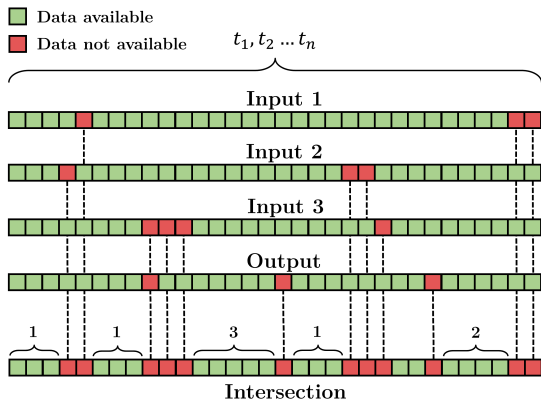 Data available
Data not available
t₁, t₂ ... tₙ
Input 1
Input 2
Input 3
Output
1 1 3 1 2
Intersection